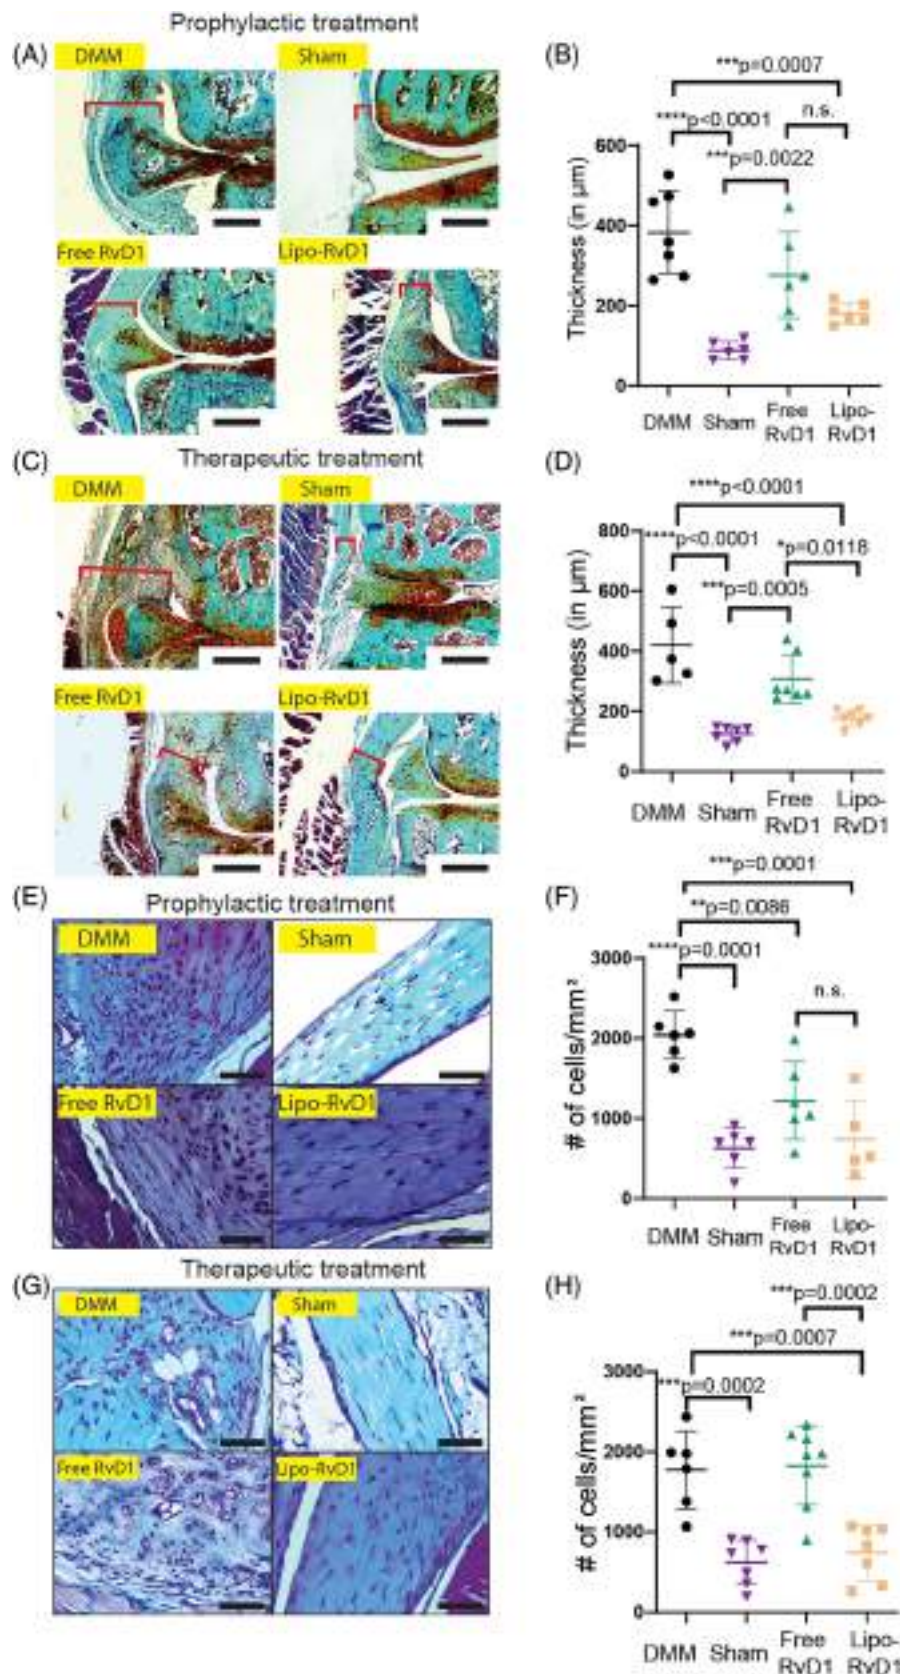 Prophylactic treatment
(A) DMM Sham
Free RvD1 Lipo-RvD1
(B)
***p=0.0007
n.s.
****p<0.0001
***p=0.0022
Thickness (in µm)
600
400
200
0
DMM Sham Free RvD1 Lipo-RvD1
(C) Therapeutic treatment
DMM Sham
Free RvD1 Lipo-RvD1
(D)
****p<0.0001
****p<0.0001
*p=0.0118
***p=0.0005
Thickness (in µm)
800
600
400
200
0
DMM Sham Free RvD1 Lipo-RvD1
(E) Prophylactic treatment
DMM Sham
Free RvD1 Lipo-RvD1
(F)
***p=0.0001
**p=0.0086
****p=0.0001
n.s.
# of cells/mm²
3000
2000
1000
0
DMM Sham Free RvD1 Lipo-RvD1
(G) Therapeutic treatment
DMM Sham
Free RvD1 Lipo-RvD1
(H)
***p=0.0002
***p=0.0007
***p=0.0002
# of cells/mm²
3000
2000
1000
0
DMM Sham Free RvD1 Lipo-RvD1